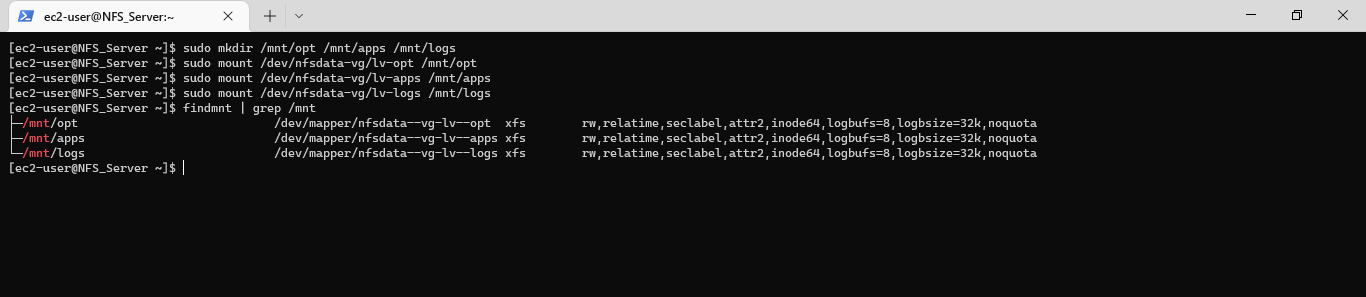 ec2-user@NFS_Server:~
[ec2-user@NFS_Server ~]$ sudo mkdir /mnt/opt /mnt/apps /mnt/logs
[ec2-user@NFS_Server ~]$ sudo mount /dev/nfsdata-vg/lv-opt /mnt/opt
[ec2-user@NFS_Server ~]$ sudo mount /dev/nfsdata-vg/lv-apps /mnt/apps
[ec2-user@NFS_Server ~]$ sudo mount /dev/nfsdata-vg/lv-logs /mnt/logs
[ec2-user@NFS_Server ~]$ findmnt | grep /mnt
├─/mnt/opt                            /dev/mapper/nfsdata--vg-lv--opt  xfs        rw,relatime,seclabel,attr2,inode64,logbufs=8,logbsize=32k,noquota
├─/mnt/apps                           /dev/mapper/nfsdata--vg-lv--apps xfs        rw,relatime,seclabel,attr2,inode64,logbufs=8,logbsize=32k,noquota
└─/mnt/logs                           /dev/mapper/nfsdata--vg-lv--logs xfs        rw,relatime,seclabel,attr2,inode64,logbufs=8,logbsize=32k,noquota
[ec2-user@NFS_Server ~]$